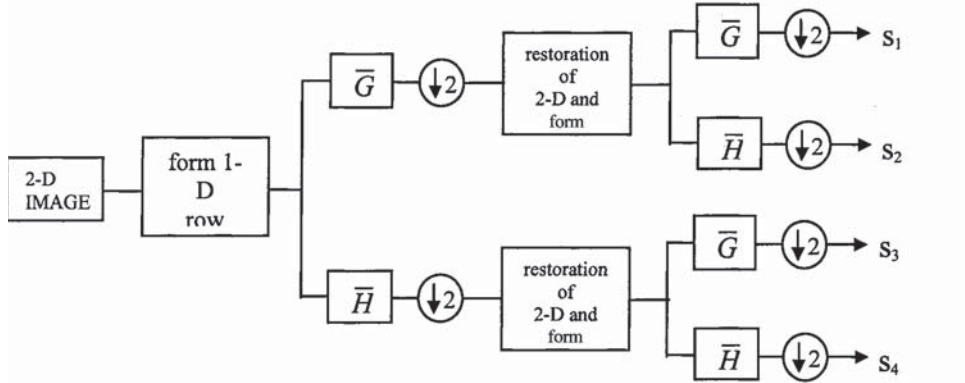 G̅
↓2
S₁
restoration
of
2-D and
form
H̅
↓2
S₂
G̅
↓2
2-D
IMAGE
form 1-
D
row
H̅
↓2
restoration
of
2-D and
form
G̅
↓2
S₃
H̅
↓2
S₄